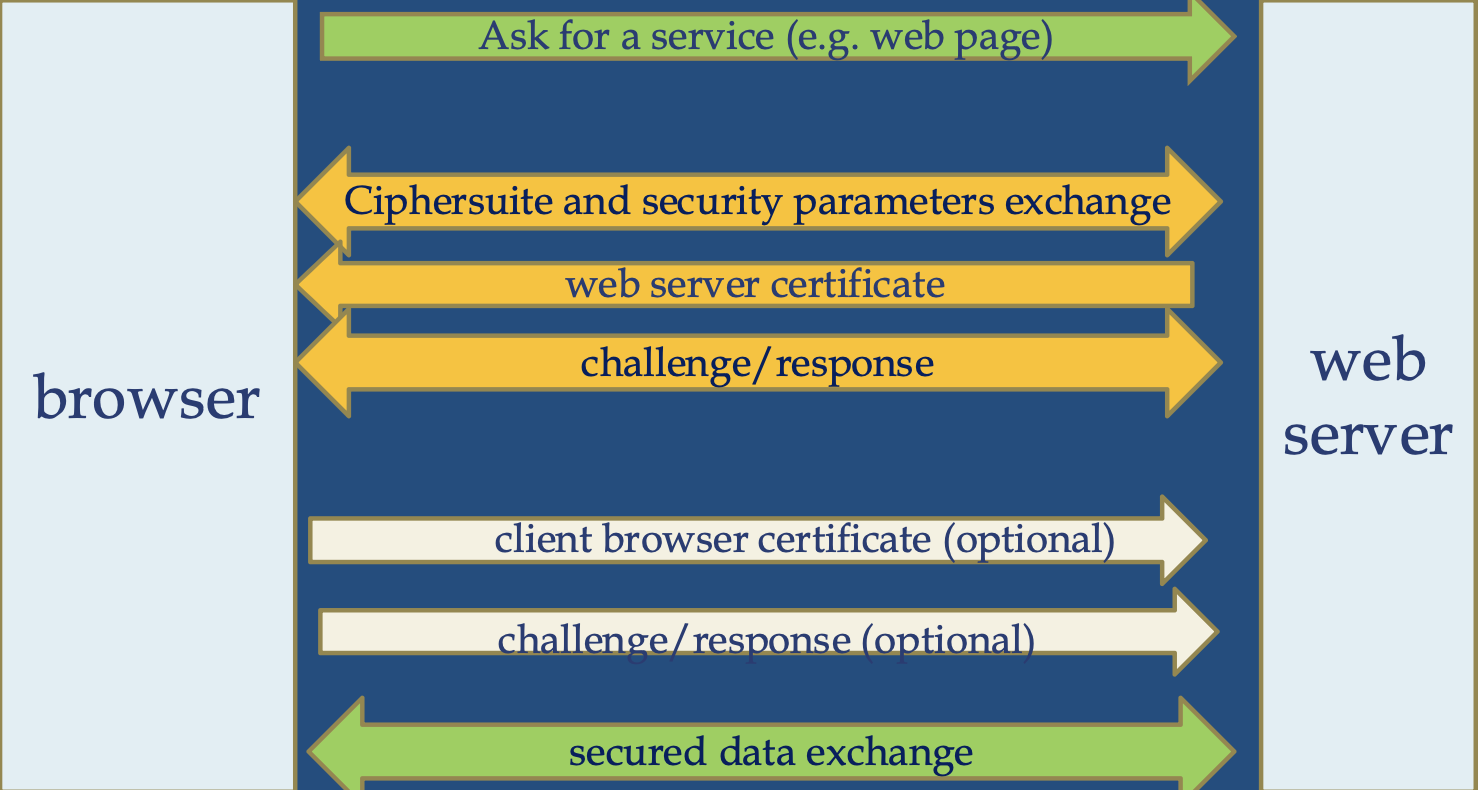 Ask for a service (e.g. web page)
Ciphersuite and security parameters exchange
web server certificate
challenge/response
browser
web
server
client browser certificate (optional)
challenge/response (optional)
secured data exchange